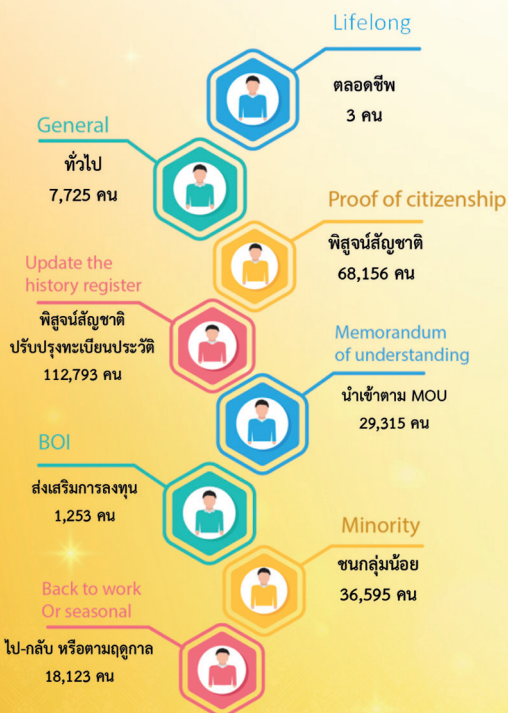 Lifelong
ตลอดชีพ
3 คน
General
ทั่วไป
7,725 คน
Proof of citizenship
พิสูจน์สัญชาติ
68,156 คน
Update the
history register
พิสูจน์สัญชาติ
ปรับปรุงทะเบียนประวัติ
112,793 คน
Memorandum
of understanding
นำเข้าตาม MOU
29,315 คน
BOI
ส่งเสริมการลงทุน
1,253 คน
Minority
ชนกลุ่มน้อย
36,595 คน
Back to work
Or seasonal
ไป-กลับ หรือตามฤดูกาล
18,123 คน